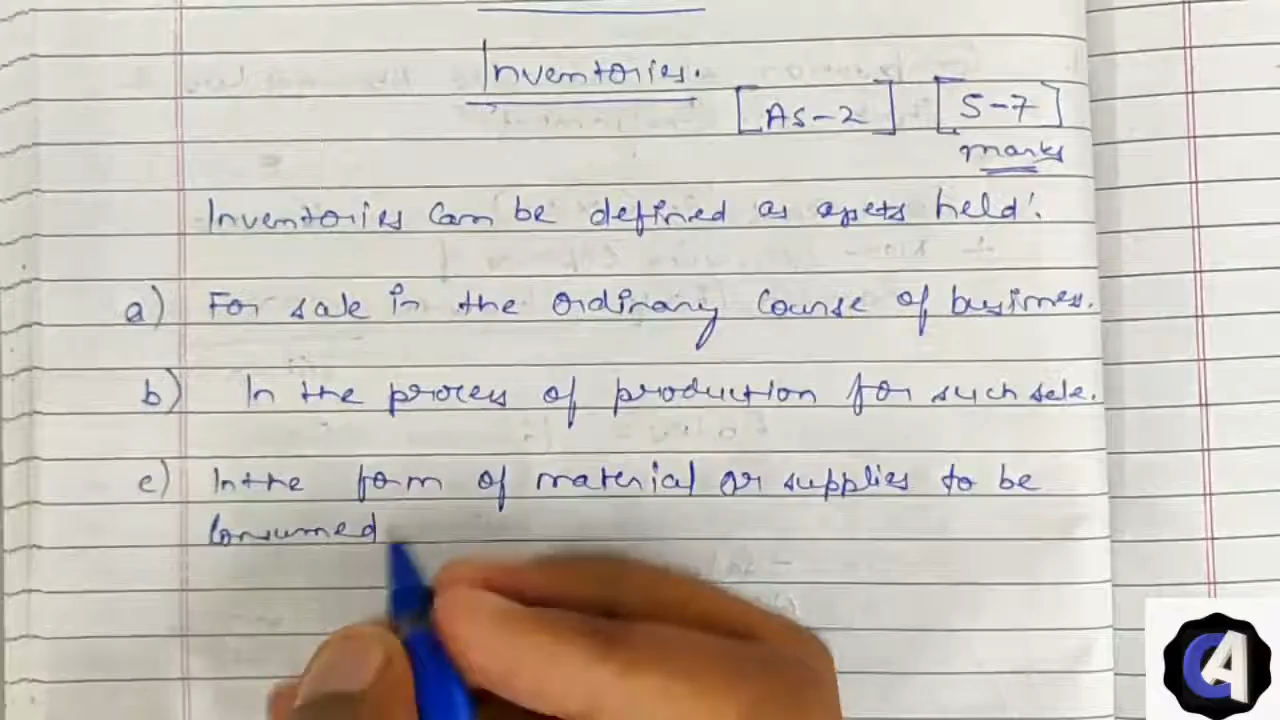 Inventories.
[AS-2] [5-7]
marks
Inventories can be defined as assets held:
a) For sale in the ordinary course of business.
b) In the process of production for such sale.
c) In the form of material or supplies to be
consumed
CA